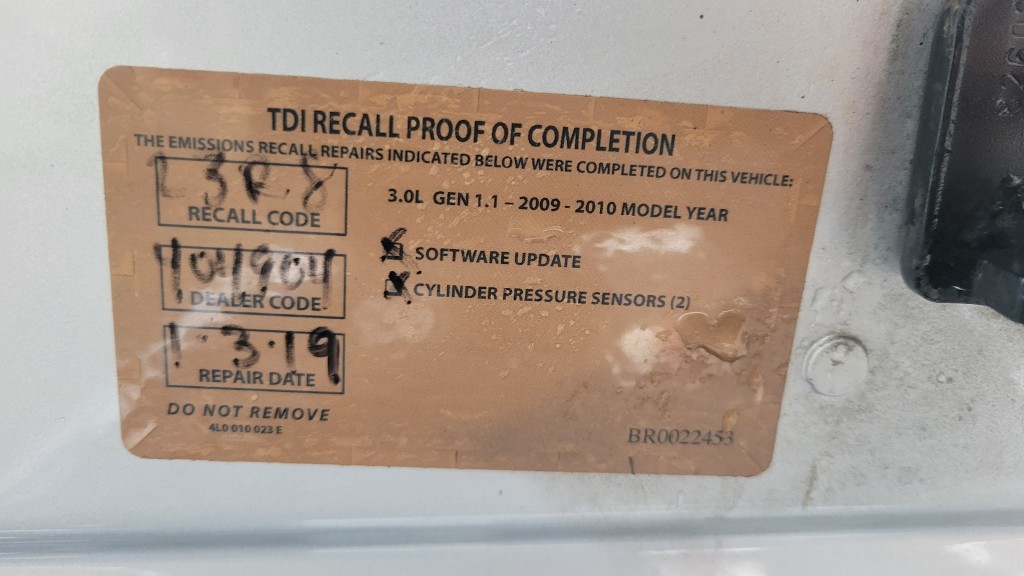 TDI RECALL PROOF OF COMPLETION
THE EMISSIONS RECALL REPAIRS INDICATED BELOW WERE COMPLETED ON THIS VEHICLE:
L3R8
RECALL CODE
3.0L GEN 1.1 – 2009 - 2010 MODEL YEAR
SOFTWARE UPDATE
CYLINDER PRESSURE SENSORS (2)
DEALER CODE
1.3.19
REPAIR DATE
DO NOT REMOVE
4L0 010 023 E
BR0022453